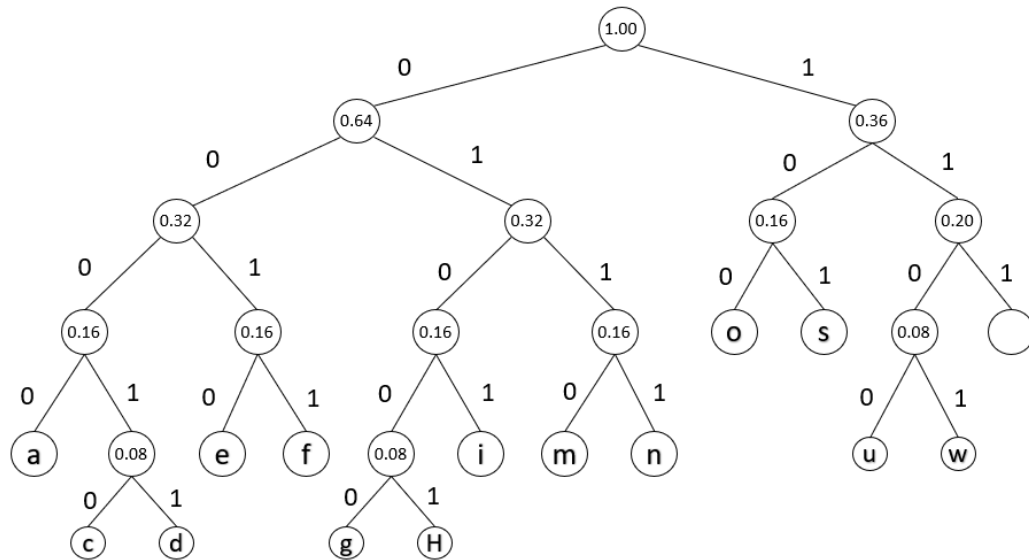 1.00
0 1
0.64 0.36
0 1 0 1
0.32 0.32 0.16 0.20
0 1 0 1 0 1 0 1
0.16 0.16 0.16 0.16 o s 0.08
0 1 0 1 0 1 0 1 0 1
a 0.08 e f 0.08 i m n u w
0 1 0 1
c d g H